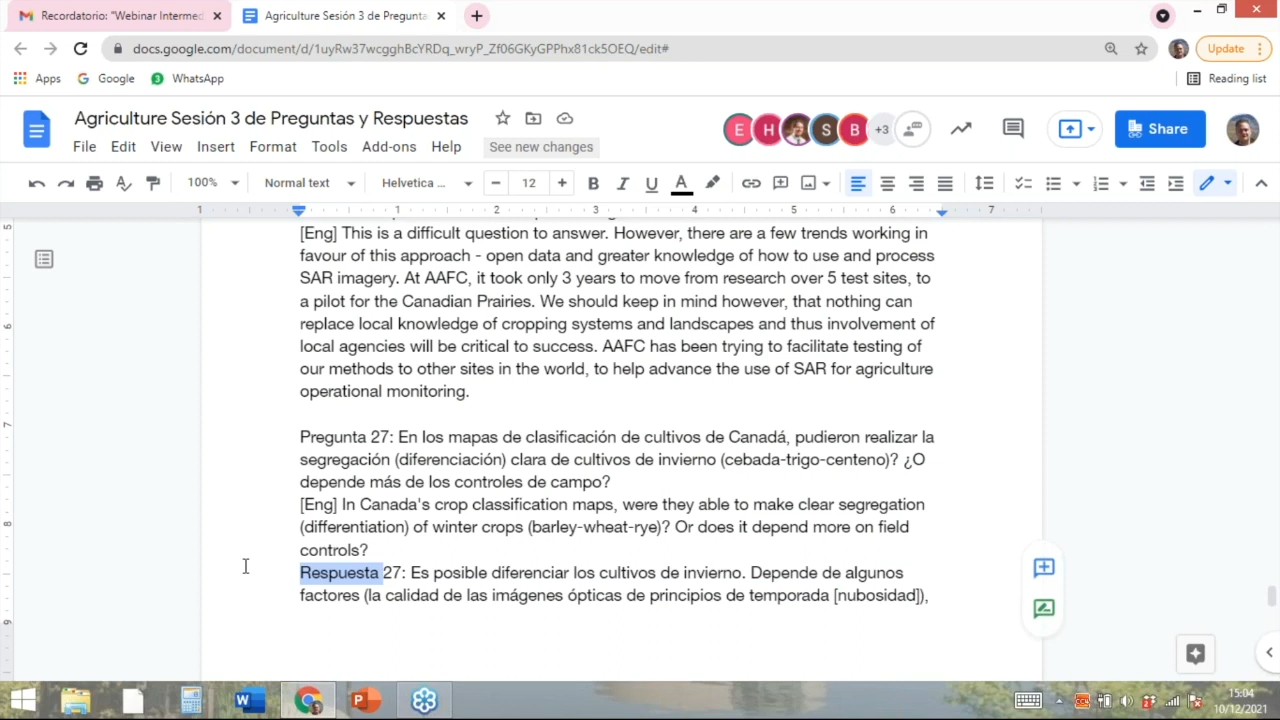 Recordatorio: "Webinar Intermed
Agriculture Sesión 3 de Pregunta
docs.google.com/document/d/1uyRw37wcgghBcYRDq_wryP_Zf06GKyGPPhx81ck5OEQ/edit#
Update
Apps Google WhatsApp Reading list
Agriculture Sesión 3 de Preguntas y Respuestas
E H S B +3 Share
File Edit View Insert Format Tools Add-ons Help See new changes
100% Normal text Helvetica ... − 12 + B I U A
1 1 2 3 4 5 6 7
[Eng] This is a difficult question to answer. However, there are a few trends working in
favour of this approach - open data and greater knowledge of how to use and process
SAR imagery. At AAFC, it took only 3 years to move from research over 5 test sites, to
a pilot for the Canadian Prairies. We should keep in mind however, that nothing can
replace local knowledge of cropping systems and landscapes and thus involvement of
local agencies will be critical to success. AAFC has been trying to facilitate testing of
our methods to other sites in the world, to help advance the use of SAR for agriculture
operational monitoring.
Pregunta 27: En los mapas de clasificación de cultivos de Canadá, pudieron realizar la
segregación (diferenciación) clara de cultivos de invierno (cebada-trigo-centeno)? ¿O
depende más de los controles de campo?
[Eng] In Canada's crop classification maps, were they able to make clear segregation
(differentiation) of winter crops (barley-wheat-rye)? Or does it depend more on field
controls?
Respuesta 27: Es posible diferenciar los cultivos de invierno. Depende de algunos
factores (la calidad de las imágenes ópticas de principios de temporada [nubosidad]),
15:04
10/12/2021